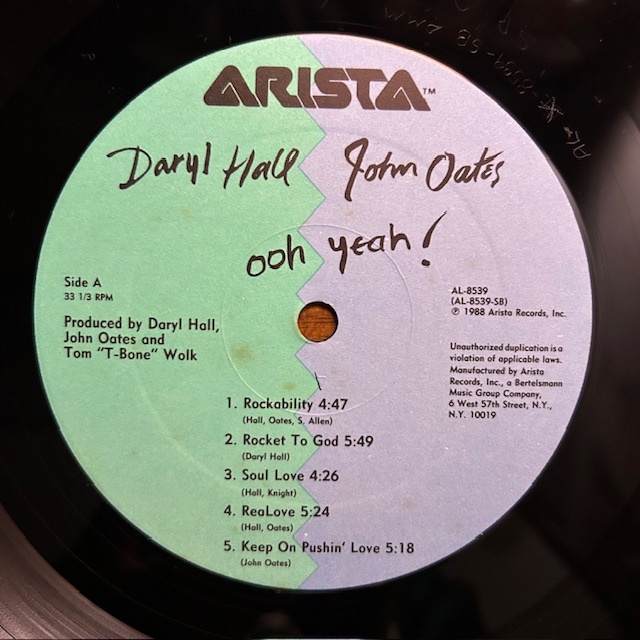 ARISTA™
Daryl Hall John Oates
ooh yeah!
Side A
33 1/3 RPM
Produced by Daryl Hall,
John Oates and
Tom "T-Bone" Wolk
AL-8539
(AL-8539-SB)
℗ 1988 Arista Records, Inc.
Unauthorized duplication is a
violation of applicable laws.
Manufactured by Arista
Records, Inc., a Bertelsmann
Music Group Company,
6 West 57th Street, N.Y.,
N.Y. 10019
1. Rockability 4:47
(Hall, Oates, S. Allen)
2. Rocket To God 5:49
(Daryl Hall)
3. Soul Love 4:26
(Hall, Knight)
4. ReaLove 5:24
(Hall, Oates)
5. Keep On Pushin' Love 5:18
(John Oates)